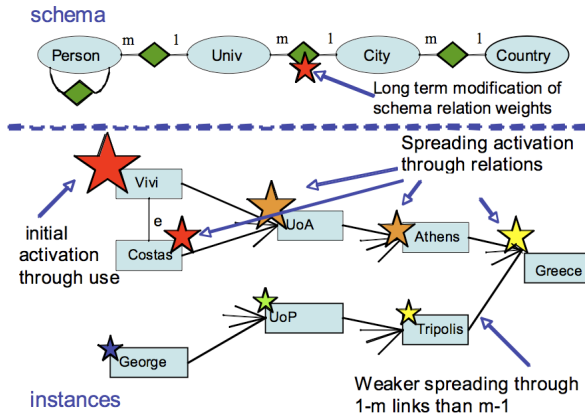 schema
Person
m
1
Univ
m
1
City
m
1
Country
Long term modification of
schema relation weights
Spreading activation
through relations
Vivi
e
Costas
initial
activation
through use
UoA
Athens
Greece
UoP
Tripolis
George
Weaker spreading through
1-m links than m-1
instances